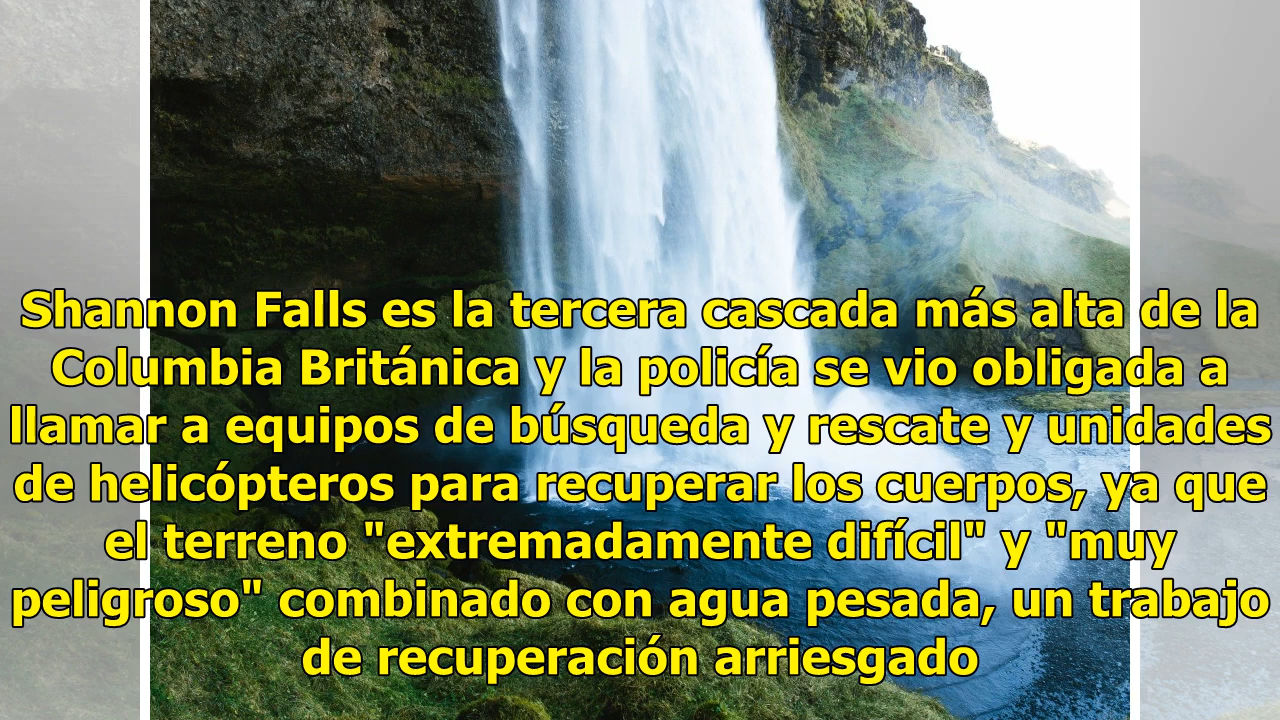 Shannon Falls es la tercera cascada más alta de la
Columbia Británica y la policía se vio obligada a
llamar a equipos de búsqueda y rescate y unidades
de helicópteros para recuperar los cuerpos, ya que
el terreno "extremadamente difícil" y "muy
peligroso" combinado con agua pesada, un trabajo
de recuperación arriesgado